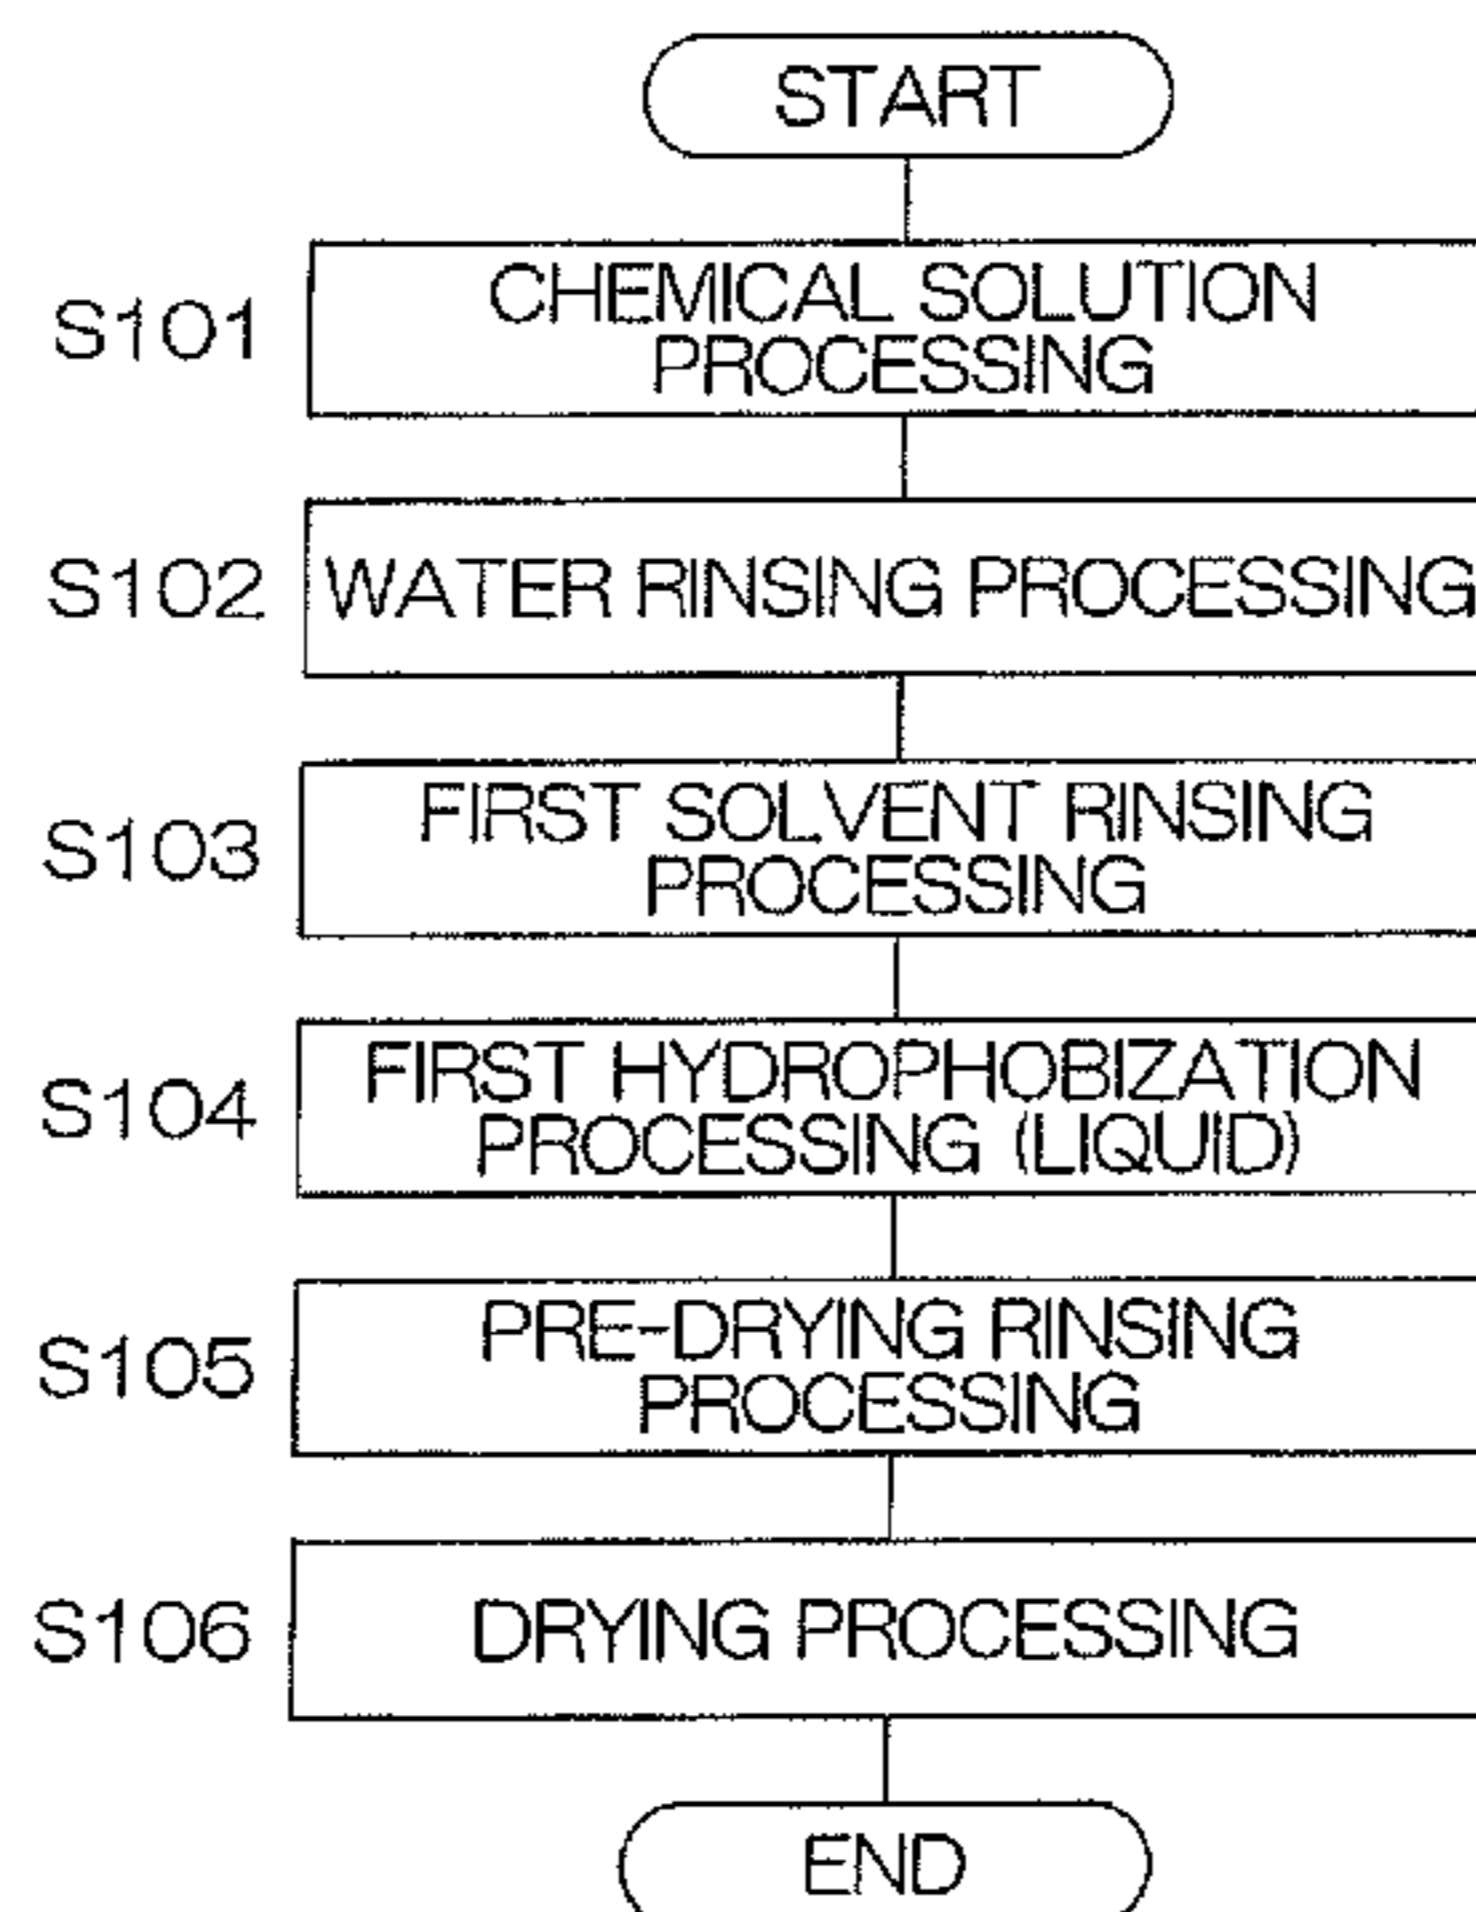 START
S101
CHEMICAL SOLUTION
PROCESSING
S102
WATER RINSING PROCESSING
S103
FIRST SOLVENT RINSING
PROCESSING
S104
FIRST HYDROPHOBIZATION
PROCESSING (LIQUID)
S105
PRE-DRYING RINSING
PROCESSING
S106
DRYING PROCESSING
END